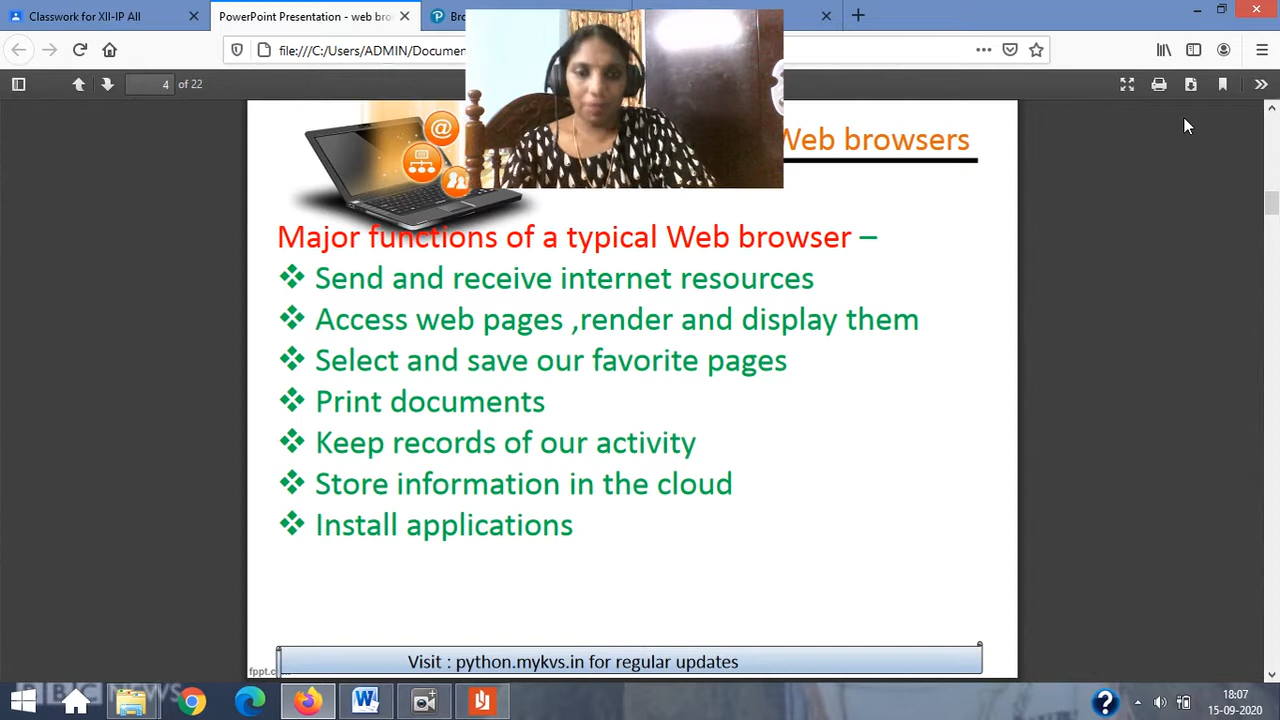 Classwork for XII-IP All
PowerPoint Presentation - web bro
Bro
file:///C:/Users/ADMIN/Documen
4 of 22
Web browsers
Major functions of a typical Web browser –
Send and receive internet resources
Access web pages ,render and display them
Select and save our favorite pages
Print documents
Keep records of our activity
Store information in the cloud
Install applications
Visit : python.mykvs.in for regular updates
18:07
15-09-2020